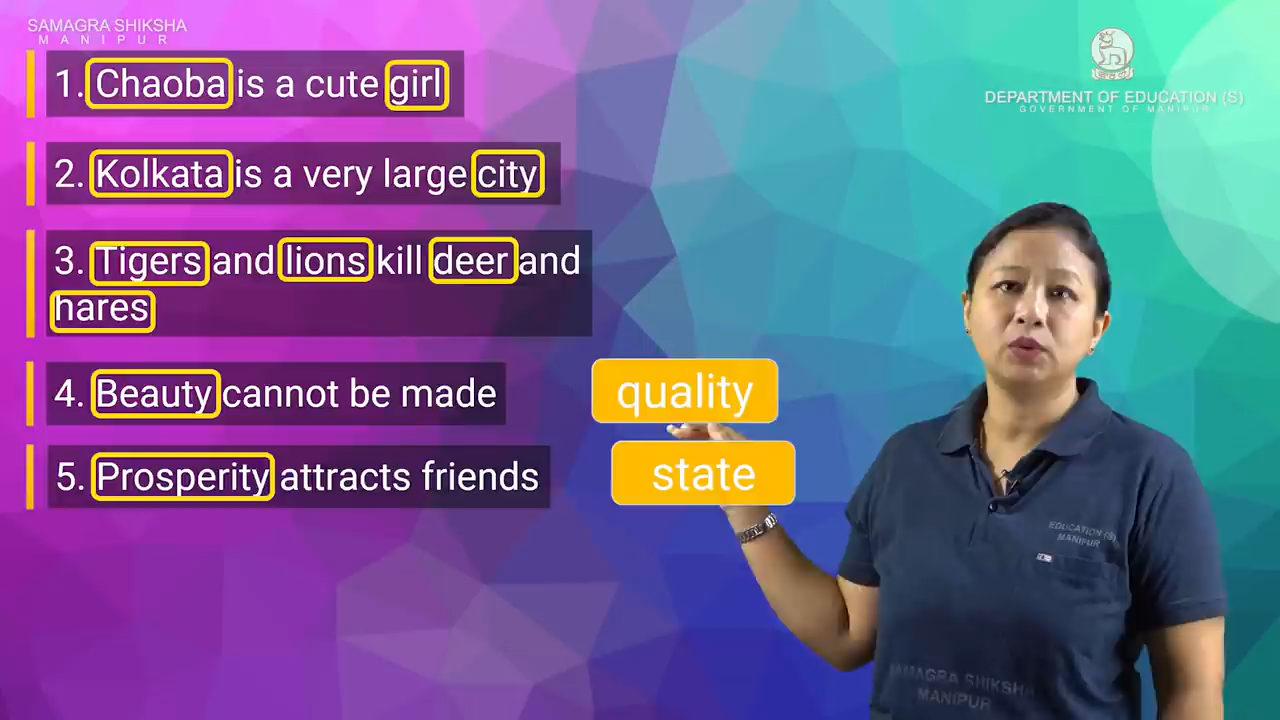 SAMAGRA SHIKSHA
MANIPUR
1. Chaoba is a cute girl
DEPARTMENT OF EDUCATION (S)
GOVERNMENT OF MANIPUR
2. Kolkata is a very large city
3. Tigers and lions kill deer and
hares
4. Beauty cannot be made
quality
5. Prosperity attracts friends
state
EDUCATION (S)
MANIPUR
SAMAGRA SHIKSHA
MANIPUR